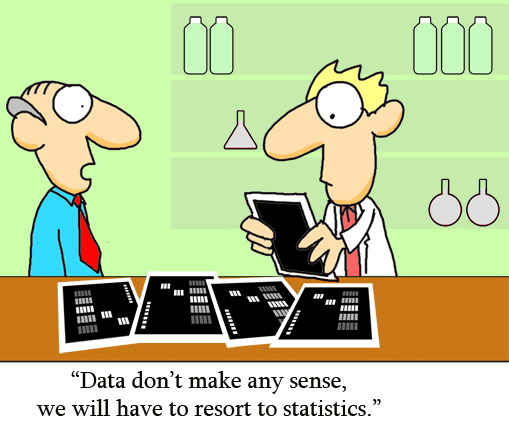 “Data don’t make any sense,
we will have to resort to statistics.”